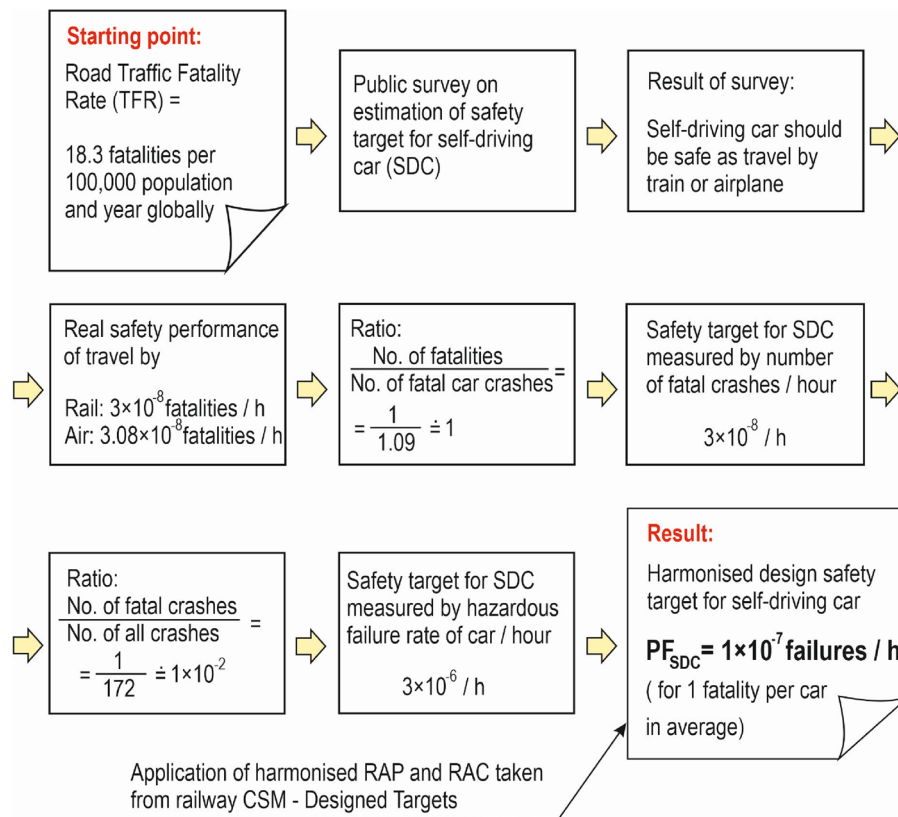 Starting point:
Road Traffic Fatality
Rate (TFR) =
18.3 fatalities per
100,000 population
and year globally
Public survey on
estimation of safety
target for self-driving
car (SDC)
Result of survey:
Self-driving car should
be safe as travel by
train or airplane
Real safety performance
of travel by
Rail: 3×10⁻⁸ fatalities / h
Air: 3.08×10⁻⁸ fatalities / h
Ratio:
No. of fatalities
No. of fatal car crashes =
= 1
1.09 ≐ 1
Safety target for SDC
measured by number
of fatal crashes / hour
3×10⁻⁸ / h
Ratio:
No. of fatal crashes
No. of all crashes =
= 1
172 ≐ 1×10⁻²
Safety target for SDC
measured by hazardous
failure rate of car / hour
3×10⁻⁶ / h
Result:
Harmonised design safety
target for self-driving car
PF_SDC = 1×10⁻⁷ failures / h
( for 1 fatality per car
in average)
Application of harmonised RAP and RAC taken
from railway CSM - Designed Targets